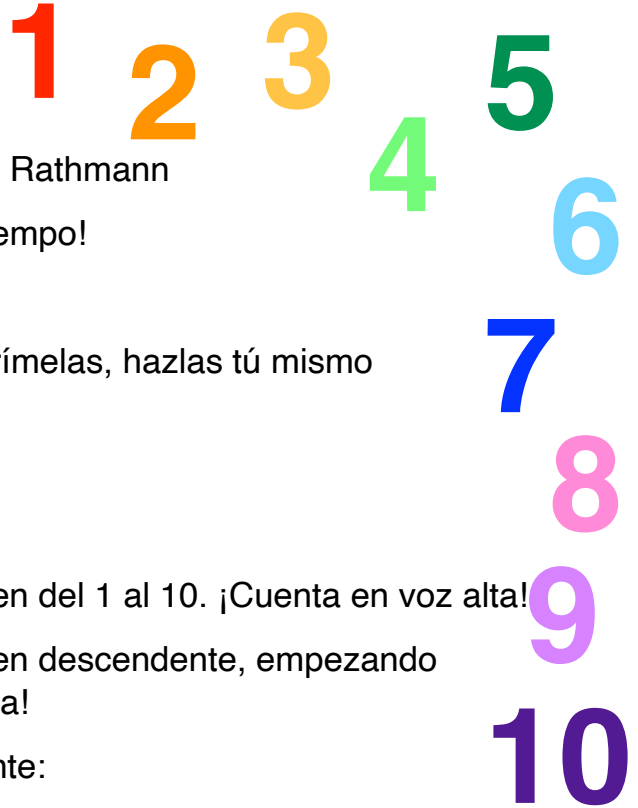 1
2
3
5
4
Rathmann
6
empo!
7
rímelas, hazlas tú mismo
8
en del 1 al 10. ¡Cuenta en voz alta!
9
en descendente, empezando
a!
10
nte: